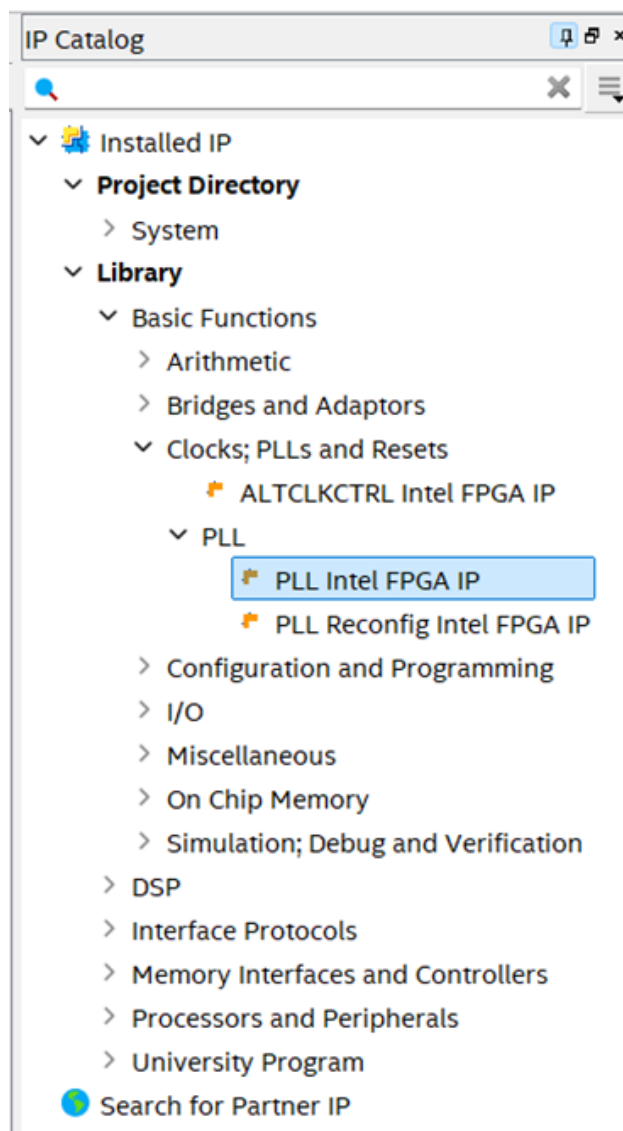 IP Catalog
Installed IP
Project Directory
System
Library
Basic Functions
Arithmetic
Bridges and Adaptors
Clocks; PLLs and Resets
ALTCLKCTRL Intel FPGA IP
PLL
PLL Intel FPGA IP
PLL Reconfig Intel FPGA IP
Configuration and Programming
I/O
Miscellaneous
On Chip Memory
Simulation; Debug and Verification
DSP
Interface Protocols
Memory Interfaces and Controllers
Processors and Peripherals
University Program
Search for Partner IP